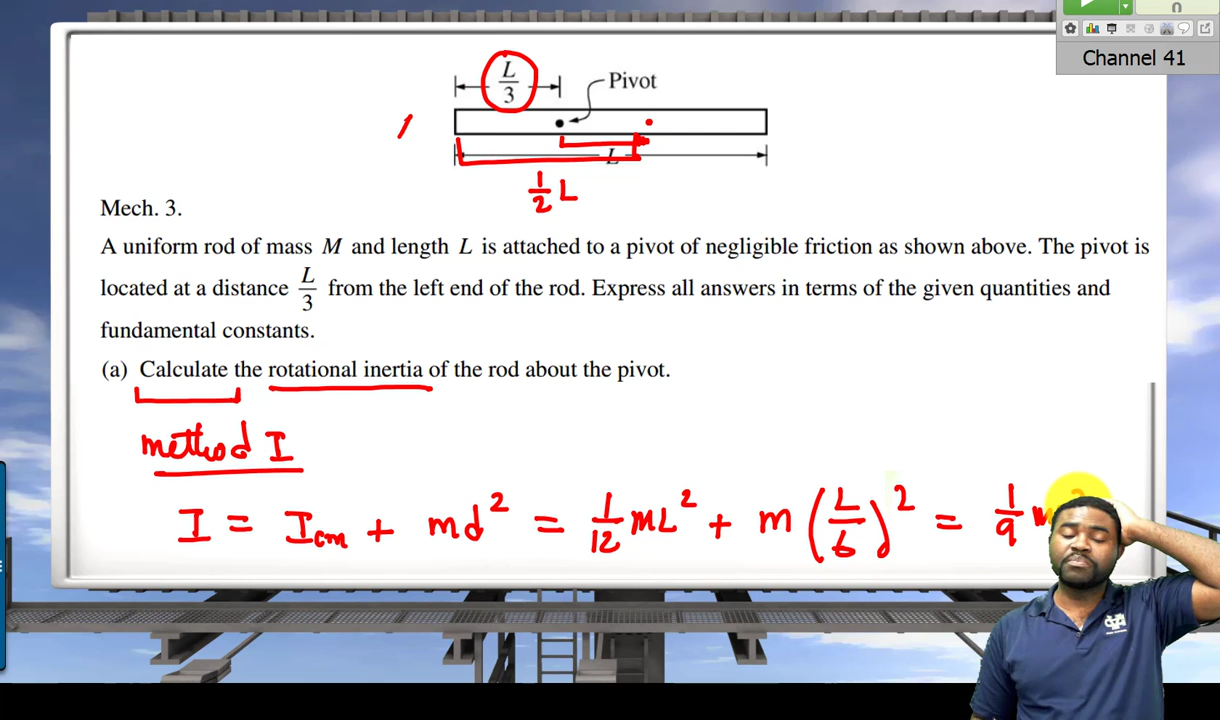 0
Channel 41
L/3
Pivot
L
1/2 L
Mech. 3.
A uniform rod of mass M and length L is attached to a pivot of negligible friction as shown above. The pivot is
located at a distance L/3 from the left end of the rod. Express all answers in terms of the given quantities and
fundamental constants.
(a) Calculate the rotational inertia of the rod about the pivot.
method I
I = Icm + md² = 1/12 mL² + m(L/6)² = 1/9 m